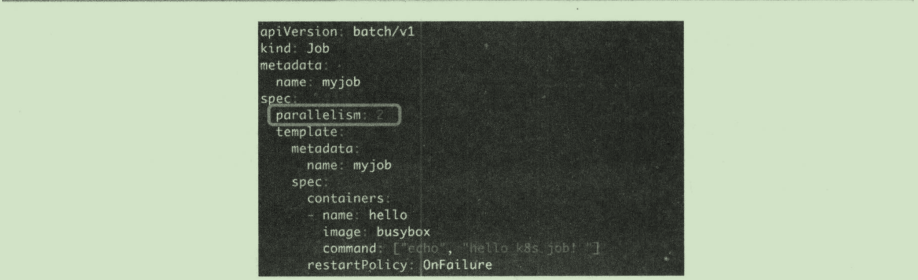 apiVersion: batch/v1
kind: Job
metadata:
  name: myjob
spec:
  parallelism: 2
  template:
    metadata:
      name: myjob
    spec:
      containers:
      - name: hello
        image: busybox
        command: ["echo", "hello k8s job! "]
      restartPolicy: OnFailure